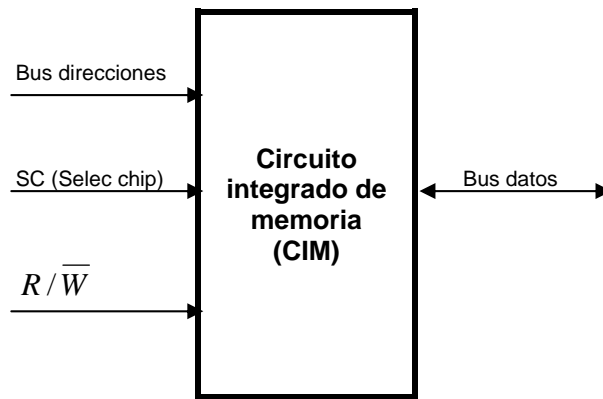 Bus direcciones
SC (Selec chip)
R / W̅
Circuito
integrado de
memoria
(CIM)
Bus datos